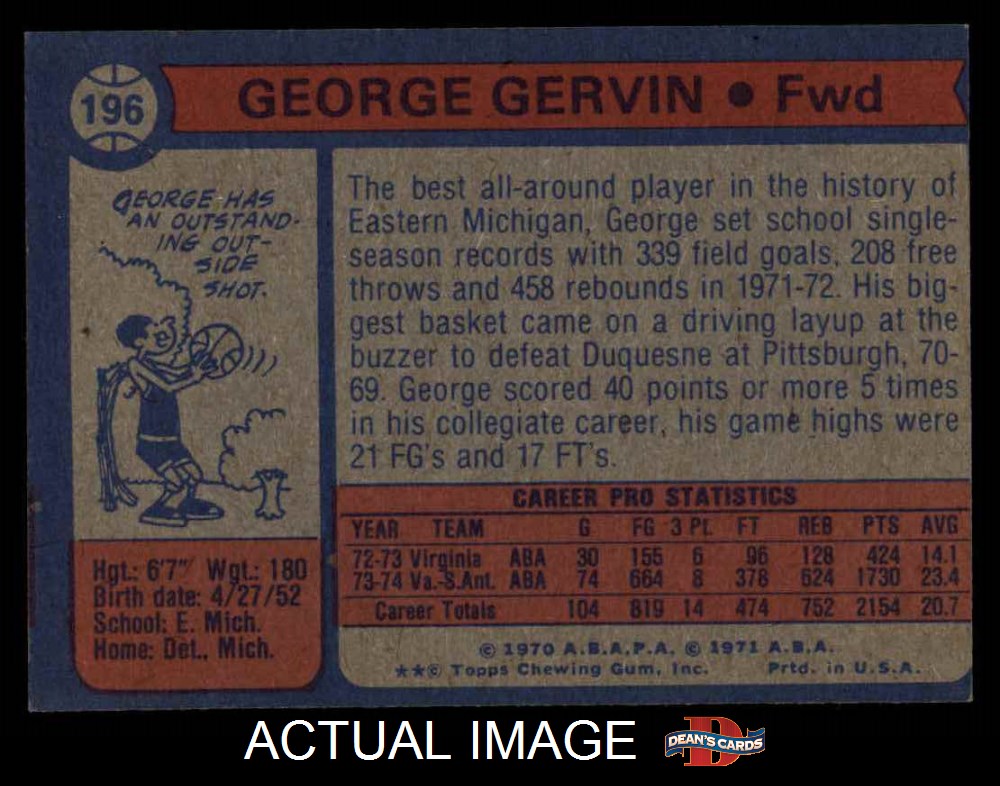 196
GEORGE GERVIN • Fwd
GEORGE HAS
AN OUTSTAND-
ING OUT-
SIDE
SHOT.
The best all-around player in the history of
Eastern Michigan, George set school single-
season records with 339 field goals, 208 free
throws and 458 rebounds in 1971-72. His big-
gest basket came on a driving layup at the
buzzer to defeat Duquesne at Pittsburgh, 70-
69. George scored 40 points or more 5 times
in his collegiate career, his game highs were
21 FG's and 17 FT's.
Hgt.: 6'7" Wgt.: 180
Birth date: 4/27/52
School: E. Mich.
Home: Det., Mich.
CAREER PRO STATISTICS
YEAR TEAM G FG 3 Pt. FT REB PTS AVG
72-73 Virginia ABA 30 155 6 96 128 424 14.1
73-74 Va.-S.Ant. ABA 74 664 8 378 624 1730 23.4
Career Totals 104 819 14 474 752 2154 20.7
© 1970 A.B.A.P.A. © 1971 A.B.A.
★★© Topps Chewing Gum, Inc. Prtd. in U.S.A.
ACTUAL IMAGE
D
DEAN'S CARDS